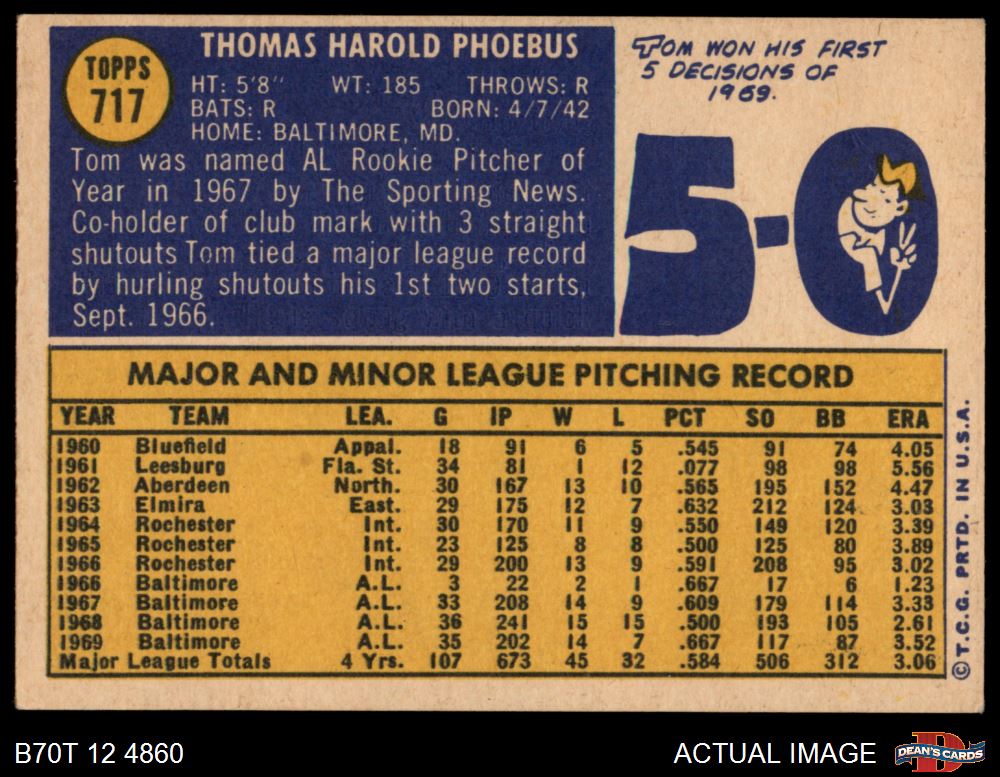 TOPPS
717
THOMAS HAROLD PHOEBUS
HT: 5'8" WT: 185 THROWS: R
BATS: R BORN: 4/7/42
HOME: BALTIMORE, MD.
Tom was named AL Rookie Pitcher of
Year in 1967 by The Sporting News.
Co-holder of club mark with 3 straight
shutouts Tom tied a major league record
by hurling shutouts his 1st two starts,
Sept. 1966.
TOM WON HIS FIRST
5 DECISIONS OF
1969.
5-0
MAJOR AND MINOR LEAGUE PITCHING RECORD
YEAR TEAM LEA. G IP W L PCT SO BB ERA
1960 Bluefield Appal. 18 91 6 5 .545 91 74 4.05
1961 Leesburg Fla. St. 34 81 1 12 .077 98 98 5.56
1962 Aberdeen North. 30 167 13 10 .565 195 152 4.47
1963 Elmira East. 29 175 12 7 .632 212 124 3.03
1964 Rochester Int. 30 170 11 9 .550 149 120 3.39
1965 Rochester Int. 23 125 8 8 .500 125 80 3.89
1966 Rochester Int. 29 200 13 9 .591 208 95 3.02
1966 Baltimore A.L. 3 22 2 1 .667 17 6 1.23
1967 Baltimore A.L. 33 208 14 9 .609 179 114 3.33
1968 Baltimore A.L. 36 241 15 15 .500 193 105 2.61
1969 Baltimore A.L. 35 202 14 7 .667 117 87 3.52
Major League Totals 4 Yrs. 107 673 45 32 .584 506 312 3.06
© T.C.G. PRTD. IN U.S.A.
B70T 12 4860
ACTUAL IMAGE
DEAN'S CARDS